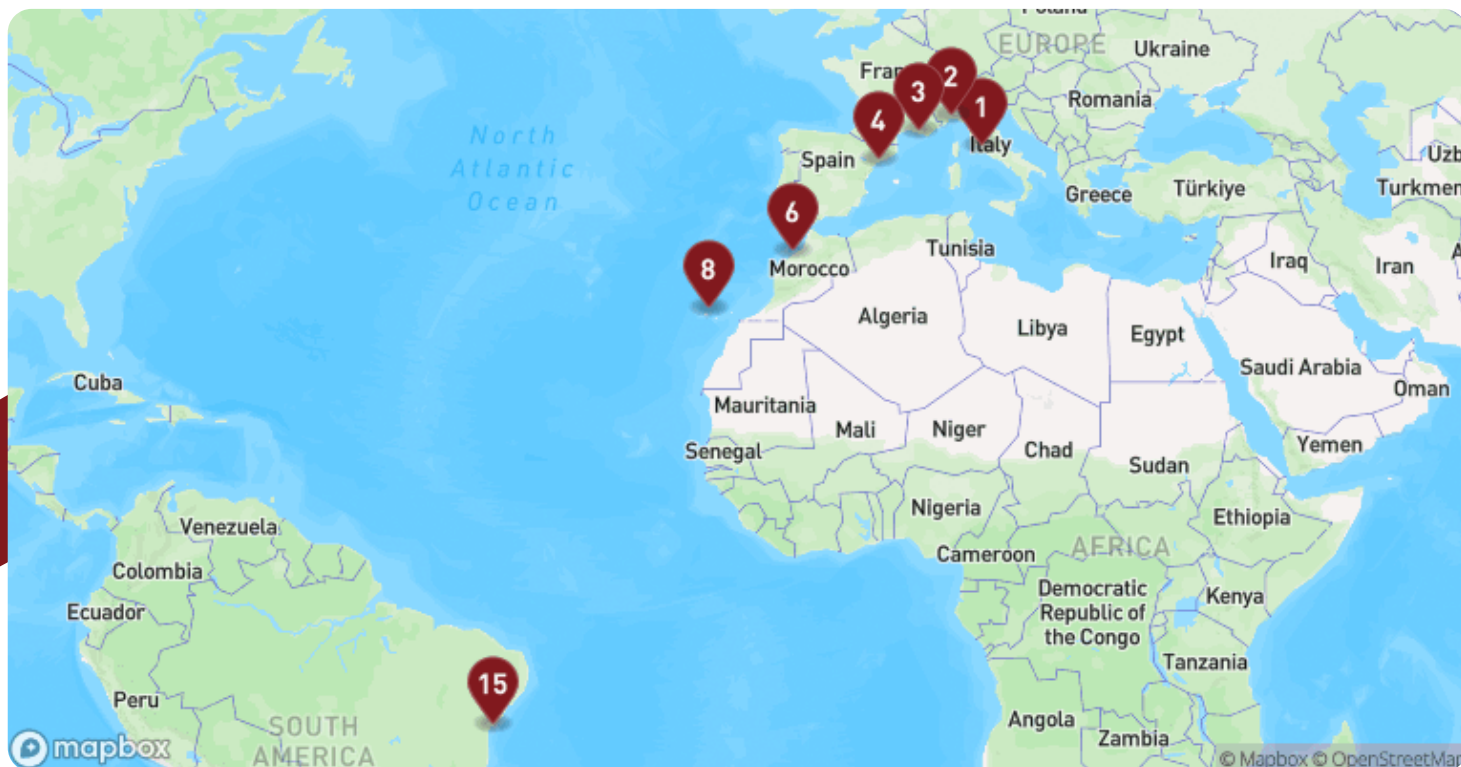 Poland
EUROPE
Ukraine
2
Fran
3
1
Romania
4
Italy
North
Atlantic
Ocean
Spain
Uzb
Türkiye
Turkmen
Greece
6
Tunisia
8
Morocco
Iraq
Iran
A
Algeria
Libya
Egypt
Saudi Arabia
Cuba
Oman
Mauritania
Mali
Niger
Chad
Yemen
Senegal
Sudan
Nigeria
Ethiopia
Venezuela
Cameroon
AFRICA
Colombia
Democratic
Republic of
the Congo
Kenya
Ecuador
Tanzania
15
Peru
Angola
SOUTH
AMERICA
Zambia
mapbox
© Mapbox © OpenStreetMap